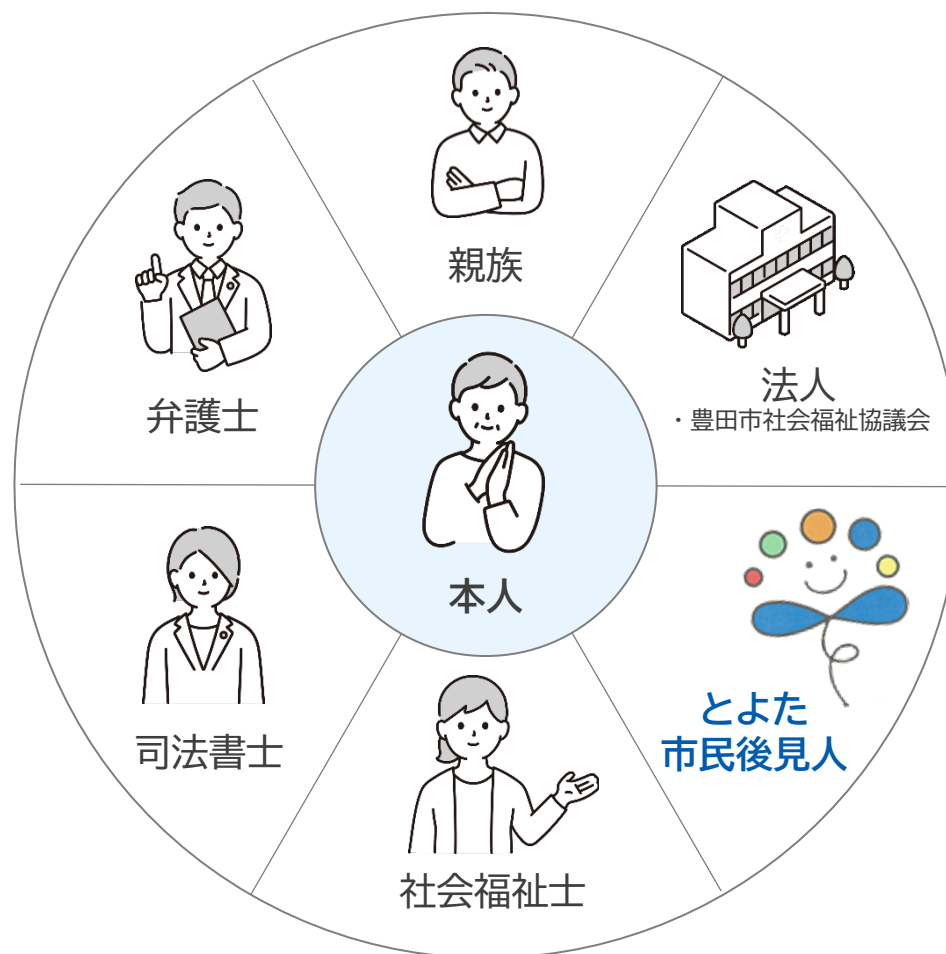 親族
法人
・豊田市社会福祉協議会
弁護士
本人
とよた
市民後見人
司法書士
社会福祉士